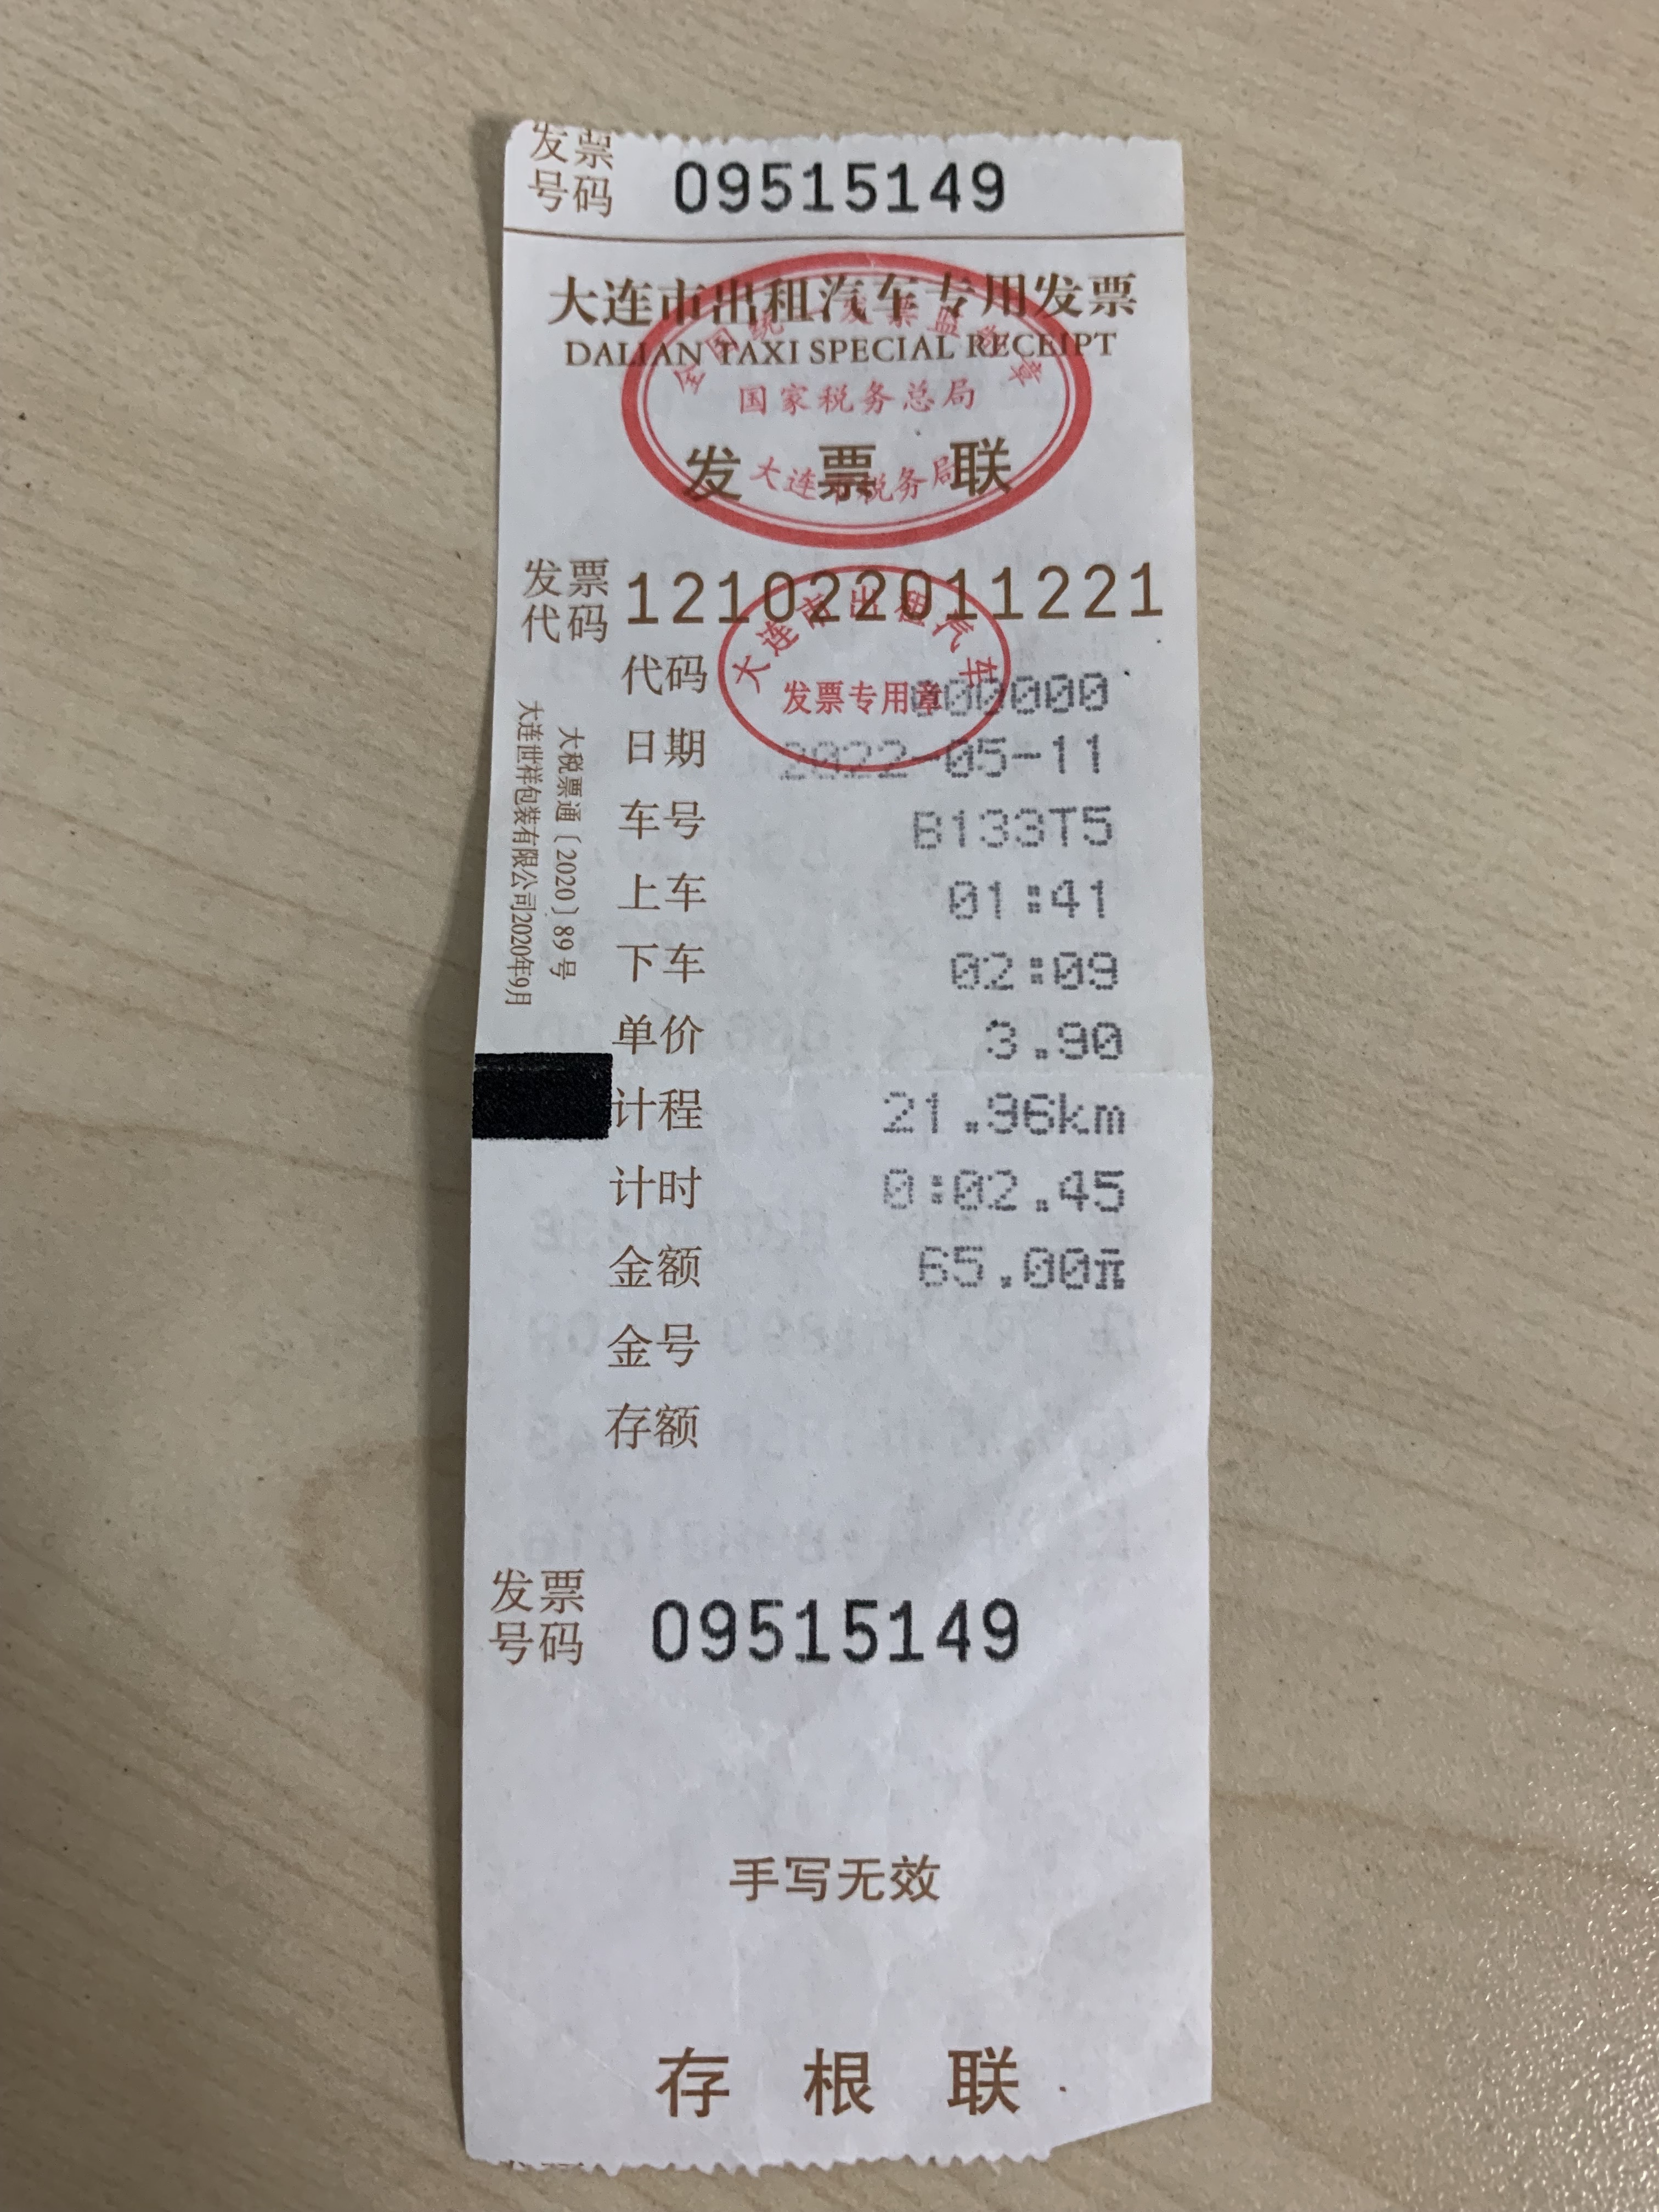 发票
号码 09515149
大连市出租汽车专用发票
DALIAN TAXI SPECIAL RECEIPT
全国统一发票监制章
国家税务总局
大连市税务局
发 票 联
发票
代码 121022011221
大连市出租汽车
发票专用章
代码 000000
日期 2022-05-11
车号 B133T5
上车 01:41
下车 02:09
单价 3.90
计程 21.96km
计时 0:02.45
金额 65.00元
金号
存额
大税票通〔2020〕89号
大连世样包装有限公司2020年9月
发票
号码 09515149
手写无效
存 根 联